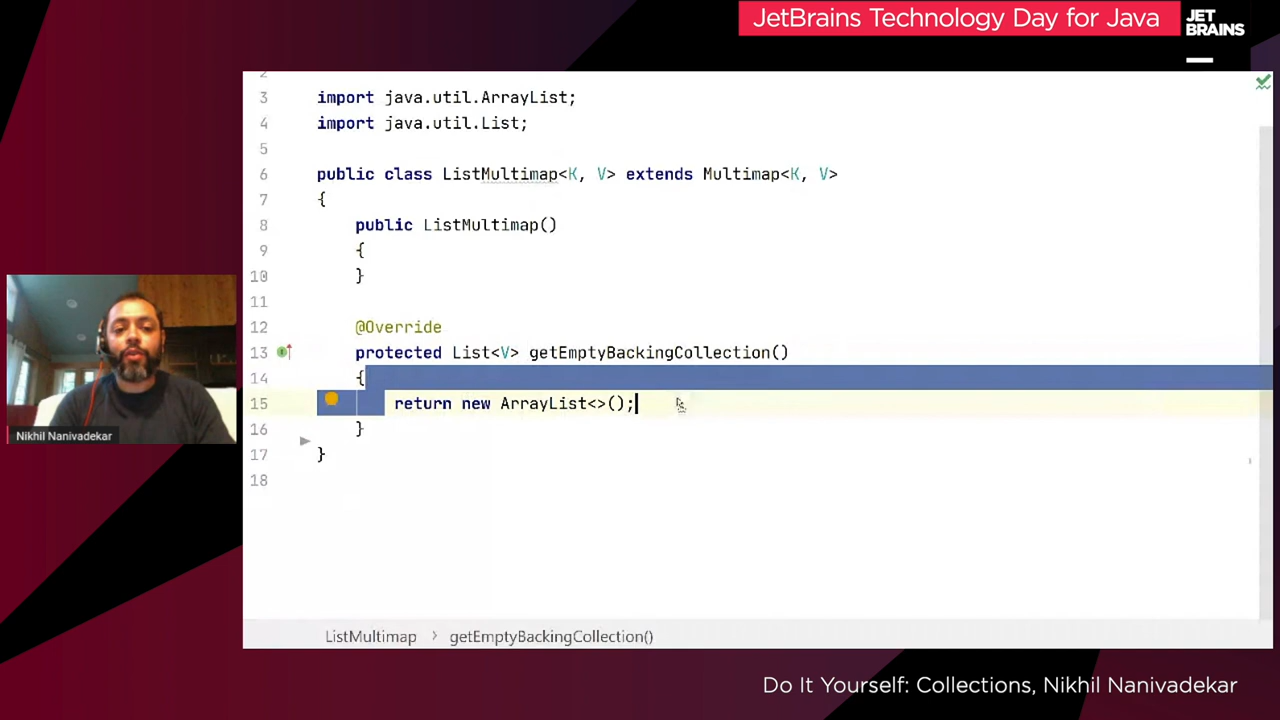 JetBrains Technology Day for Java
JET
BRAINS
2
3 import java.util.ArrayList;
4 import java.util.List;
5
6 public class ListMultimap<K, V> extends Multimap<K, V>
7 {
8 public ListMultimap()
9 {
10 }
11
12 @Override
13 protected List<V> getEmptyBackingCollection()
14 {
15 return new ArrayList<>();
16 }
17 }
18
Nikhil Nanivadekar
ListMultimap > getEmptyBackingCollection()
Do It Yourself: Collections, Nikhil Nanivadekar